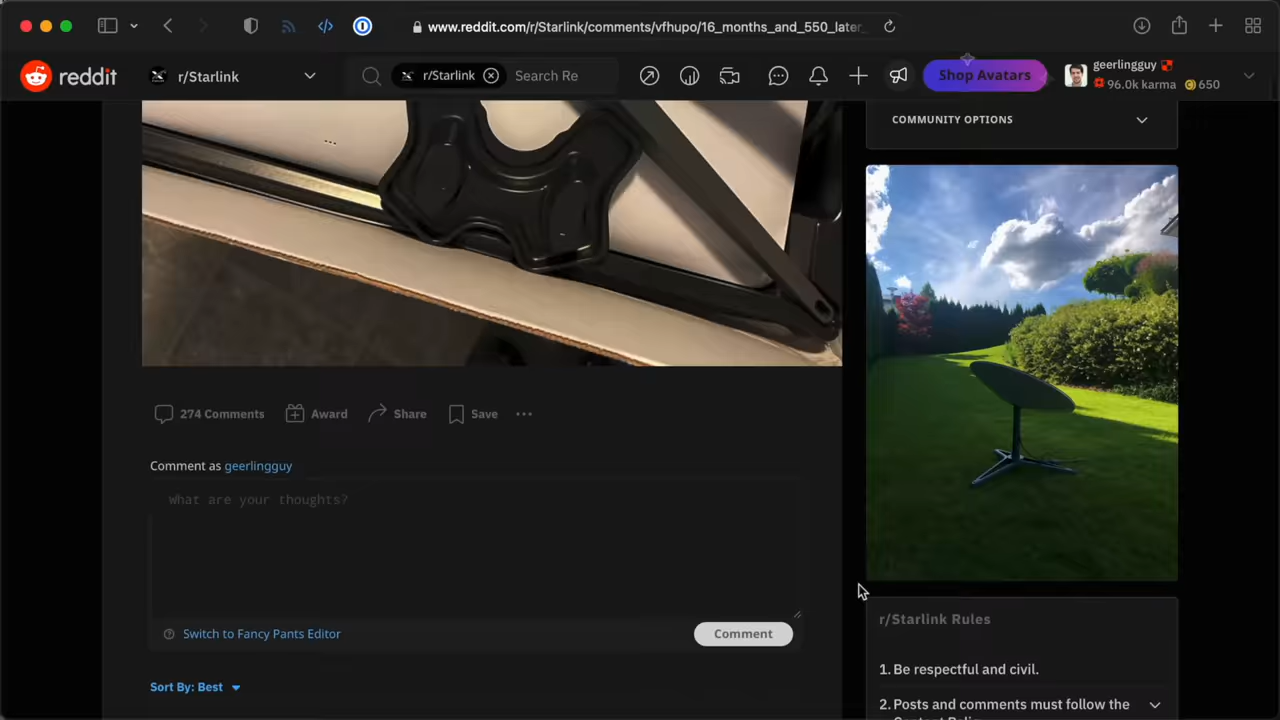 www.reddit.com/r/Starlink/comments/vfhupo/16_months_and_550_later_
reddit
r/Starlink
r/Starlink
Search Re
Shop Avatars
geerlingguy
96.0k karma
650
COMMUNITY OPTIONS
274 Comments
Award
Share
Save
Comment as geerlingguy
What are your thoughts?
Switch to Fancy Pants Editor
Comment
Sort By: Best
r/Starlink Rules
1. Be respectful and civil.
2. Posts and comments must follow the